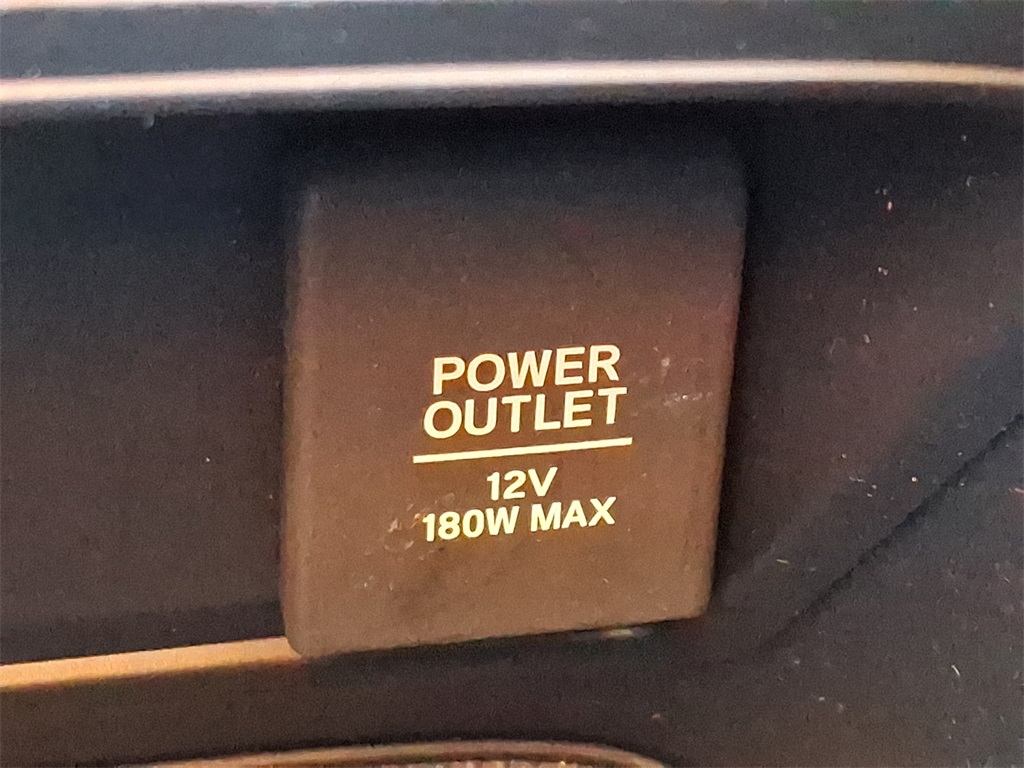 POWER
OUTLET
12V
180W MAX